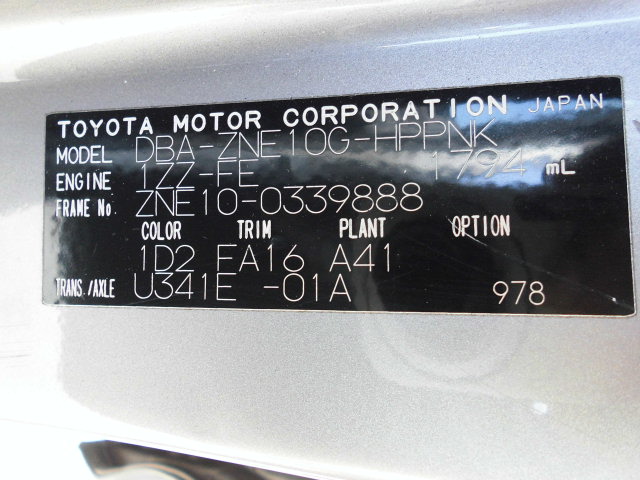 TOYOTA MOTOR CORPORATION JAPAN
MODEL DBA-ZNE10G-HPPNK
ENGINE 1ZZ-FE 1794 mL
FRAME No. ZNE10-0339888
COLOR TRIM PLANT OPTION
1D2 FA16 A41
TRANS./AXLE U341E -01A 978